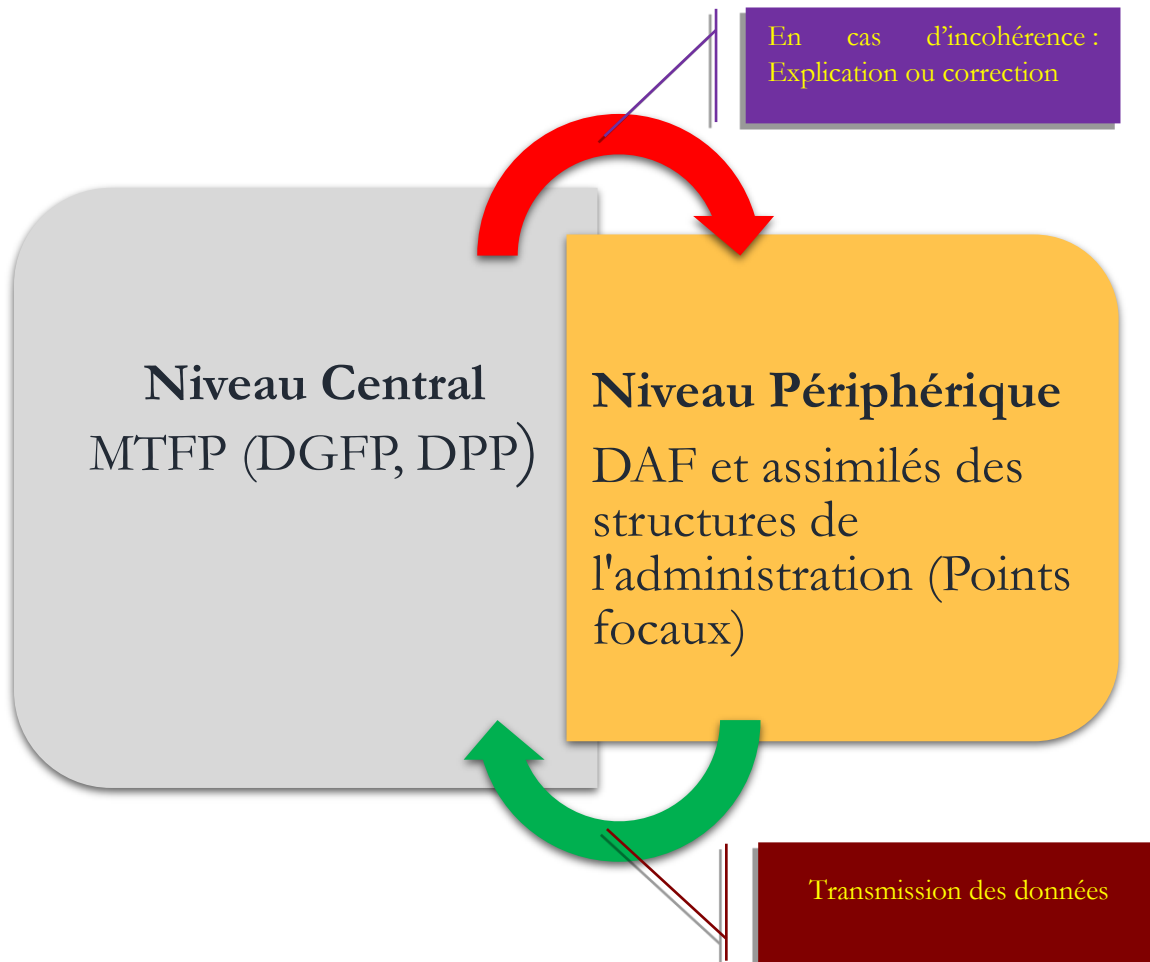 En cas d’incohérence :
Explication ou correction
Niveau Central
MTFP (DGFP, DPP)
Niveau Périphérique
DAF et assimilés des
structures de
l'administration (Points
focaux)
Transmission des données